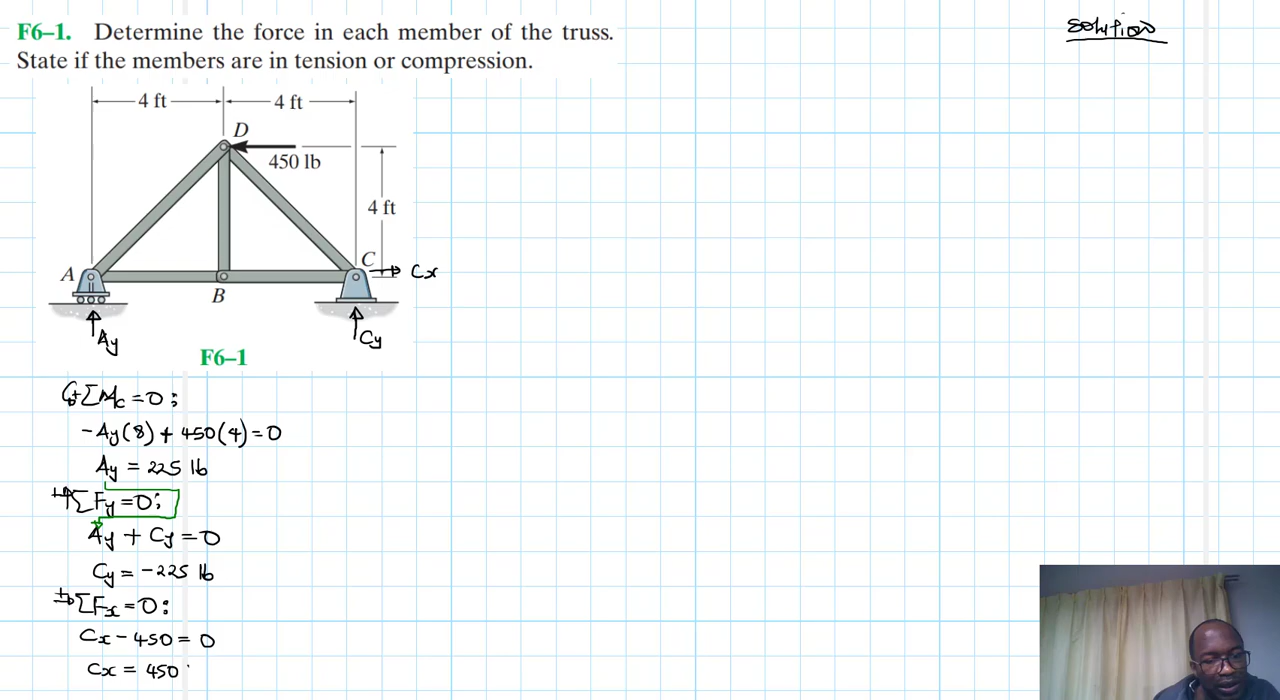 F6–1. Determine the force in each member of the truss.
State if the members are in tension or compression.
Solution
4 ft
4 ft
D
450 lb
4 ft
A
B
C
Cx
Ay
Cy
F6–1
+ΣMc = 0;
-Ay(8) + 450(4) = 0
Ay = 225 lb
+↑ΣFy = 0;
Ay + Cy = 0
Cy = -225 lb
+→ΣFx = 0;
Cx - 450 = 0
Cx = 450